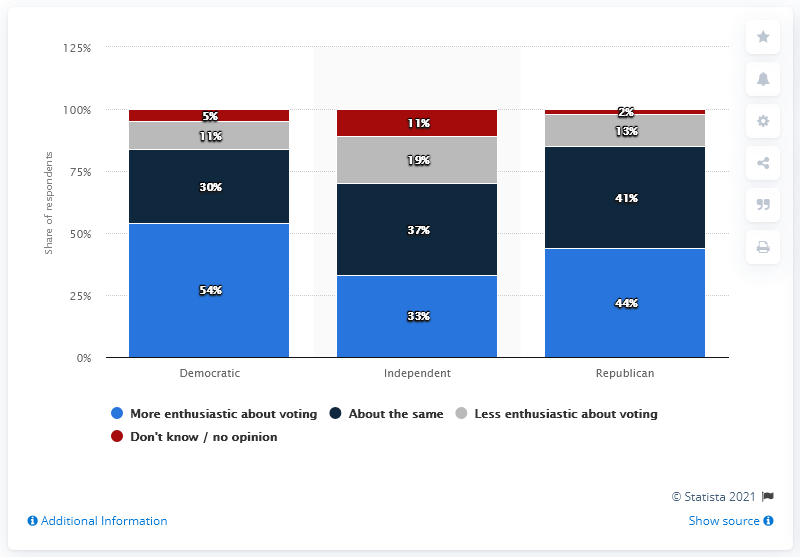 125%
100%
75%
50%
25%
0%
Share of respondents
5%
11%
30%
54%
11%
19%
37%
33%
2%
13%
41%
44%
Democratic
Independent
Republican
More enthusiastic about voting
About the same
Less enthusiastic about voting
Don't know / no opinion
© Statista 2021
Additional Information
Show source